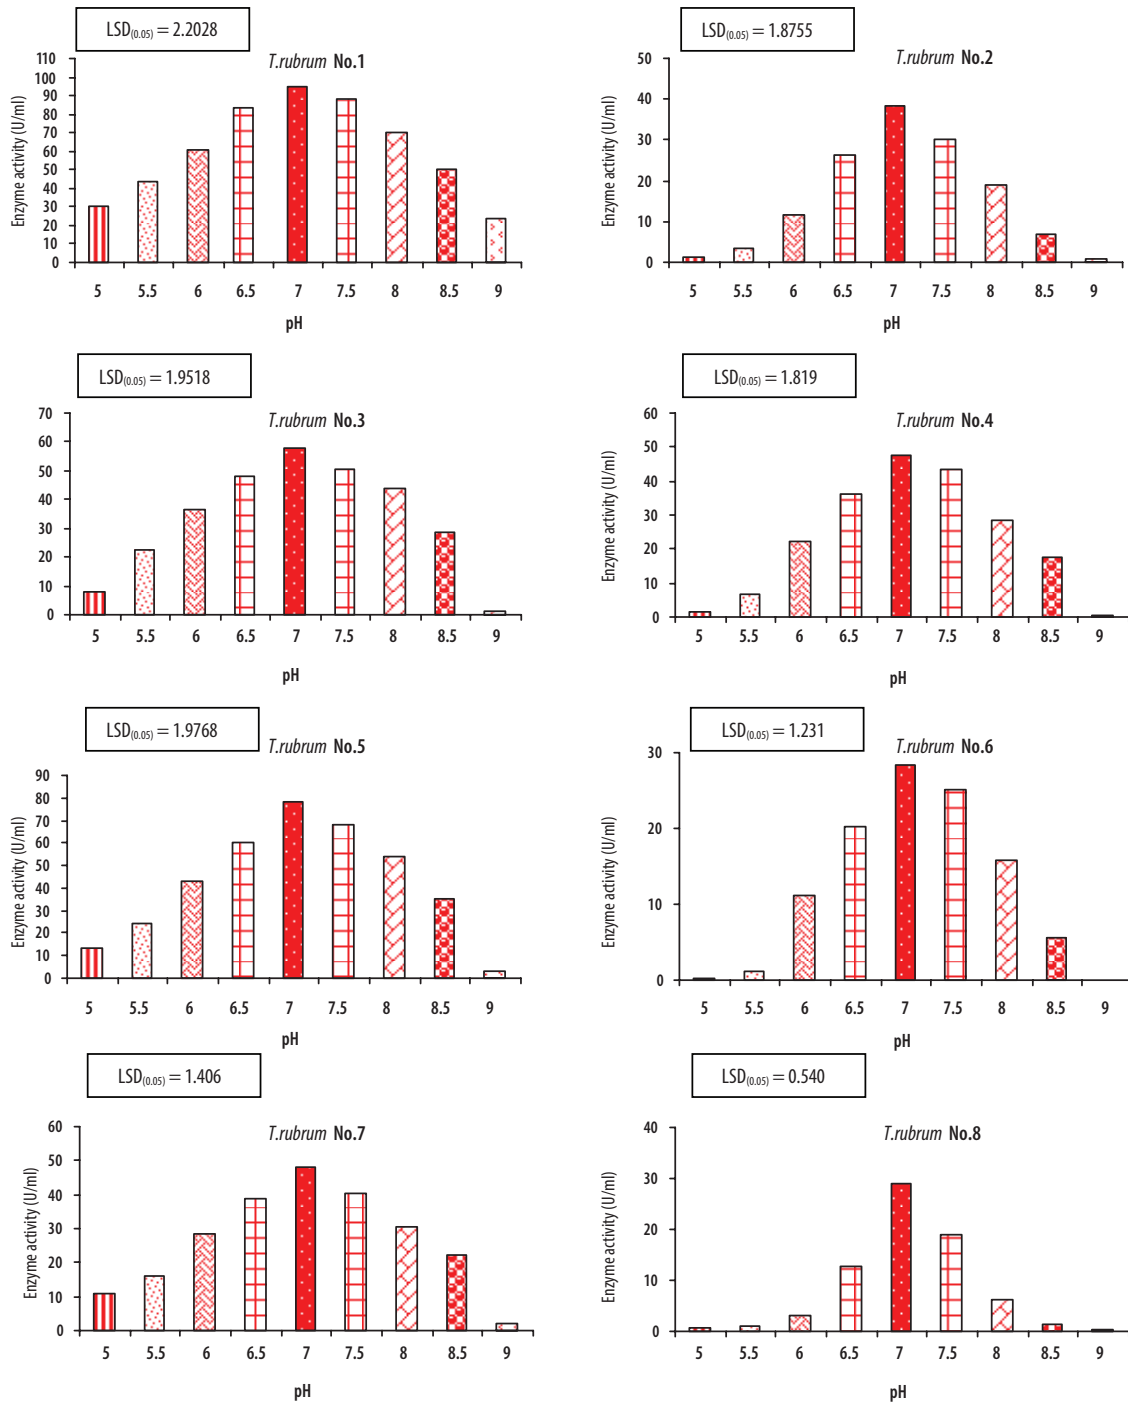 LSD(0.05) = 2.2028
T.rubrum No.1
Enzyme activity (U/ml)
110
100
90
80
70
60
50
40
30
20
10
0
5 5.5 6 6.5 7 7.5 8 8.5 9
pH
LSD(0.05) = 1.8755
T.rubrum No.2
Enzyme activity (U/ml)
50
40
30
20
10
0
5 5.5 6 6.5 7 7.5 8 8.5 9
pH
LSD(0.05) = 1.9518
T.rubrum No.3
70
60
50
40
30
20
10
0
5 5.5 6 6.5 7 7.5 8 8.5 9
pH
LSD(0.05) = 1.819
T.rubrum No.4
Enzyme activity (U/ml)
60
50
40
30
20
10
0
5 5.5 6 6.5 7 7.5 8 8.5 9
pH
LSD(0.05) = 1.9768
T.rubrum No.5
Enzyme activity (U/ml)
90
80
70
60
50
40
30
20
10
0
5 5.5 6 6.5 7 7.5 8 8.5 9
pH
LSD(0.05) = 1.231
T.rubrum No.6
Enzyme activity (U/ml)
30
20
10
0
5 5.5 6 6.5 7 7.5 8 8.5 9
pH
LSD(0.05) = 1.406
T.rubrum No.7
Enzyme activity (U/ml)
60
50
40
30
20
10
0
5 5.5 6 6.5 7 7.5 8 8.5 9
pH
LSD(0.05) = 0.540
T.rubrum No.8
Enzyme activity (U/ml)
40
30
20
10
0
5 5.5 6 6.5 7 7.5 8 8.5 9
pH